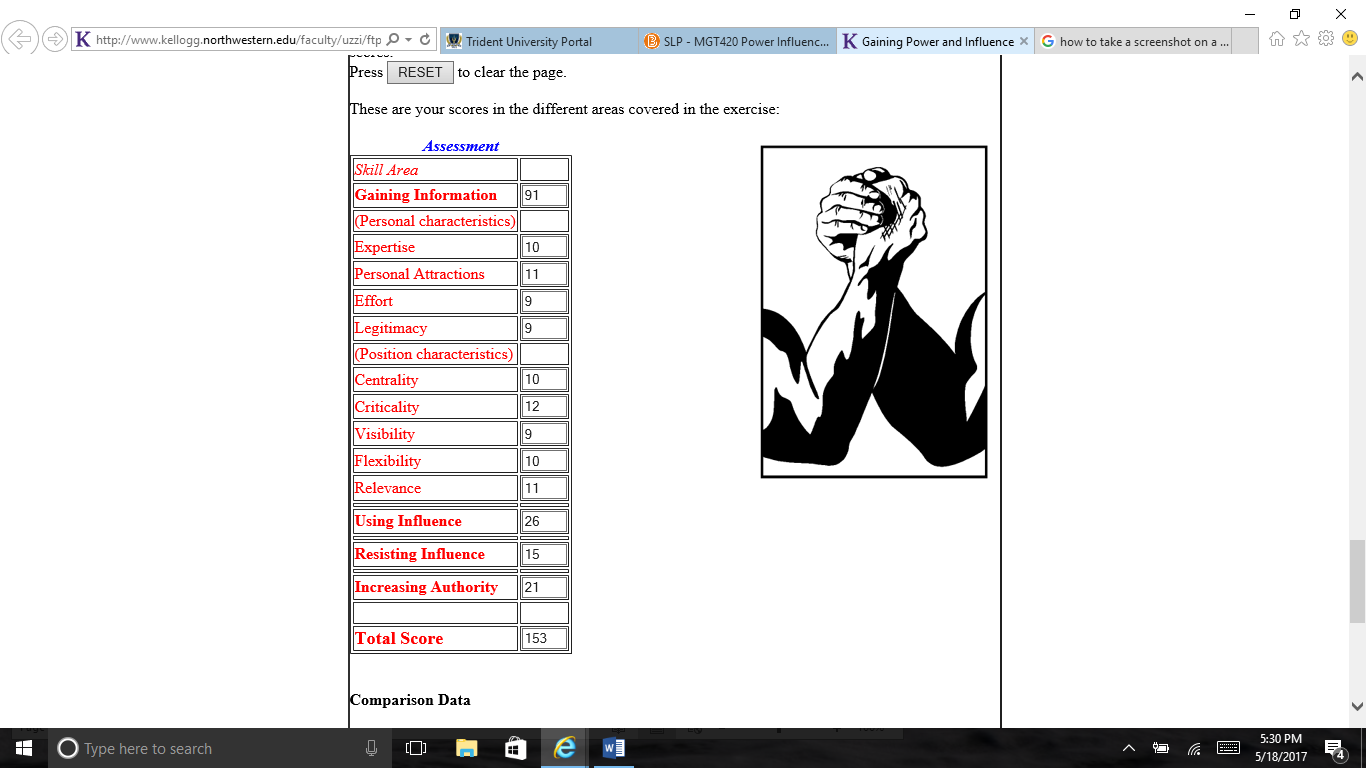 http://www.kellogg.northwestern.edu/faculty/uzzi/ftp
Trident University Portal
SLP - MGT420 Power Influenc...
Gaining Power and Influence
how to take a screenshot on a ...
Press RESET to clear the page.
These are your scores in the different areas covered in the exercise:
Assessment
Skill Area
Gaining Information 91
(Personal characteristics)
Expertise 10
Personal Attractions 11
Effort 9
Legitimacy 9
(Position characteristics)
Centrality 10
Criticality 12
Visibility 9
Flexibility 10
Relevance 11
Using Influence 26
Resisting Influence 15
Increasing Authority 21
Total Score 153
Comparison Data
Type here to search
5:30 PM
5/18/2017
4